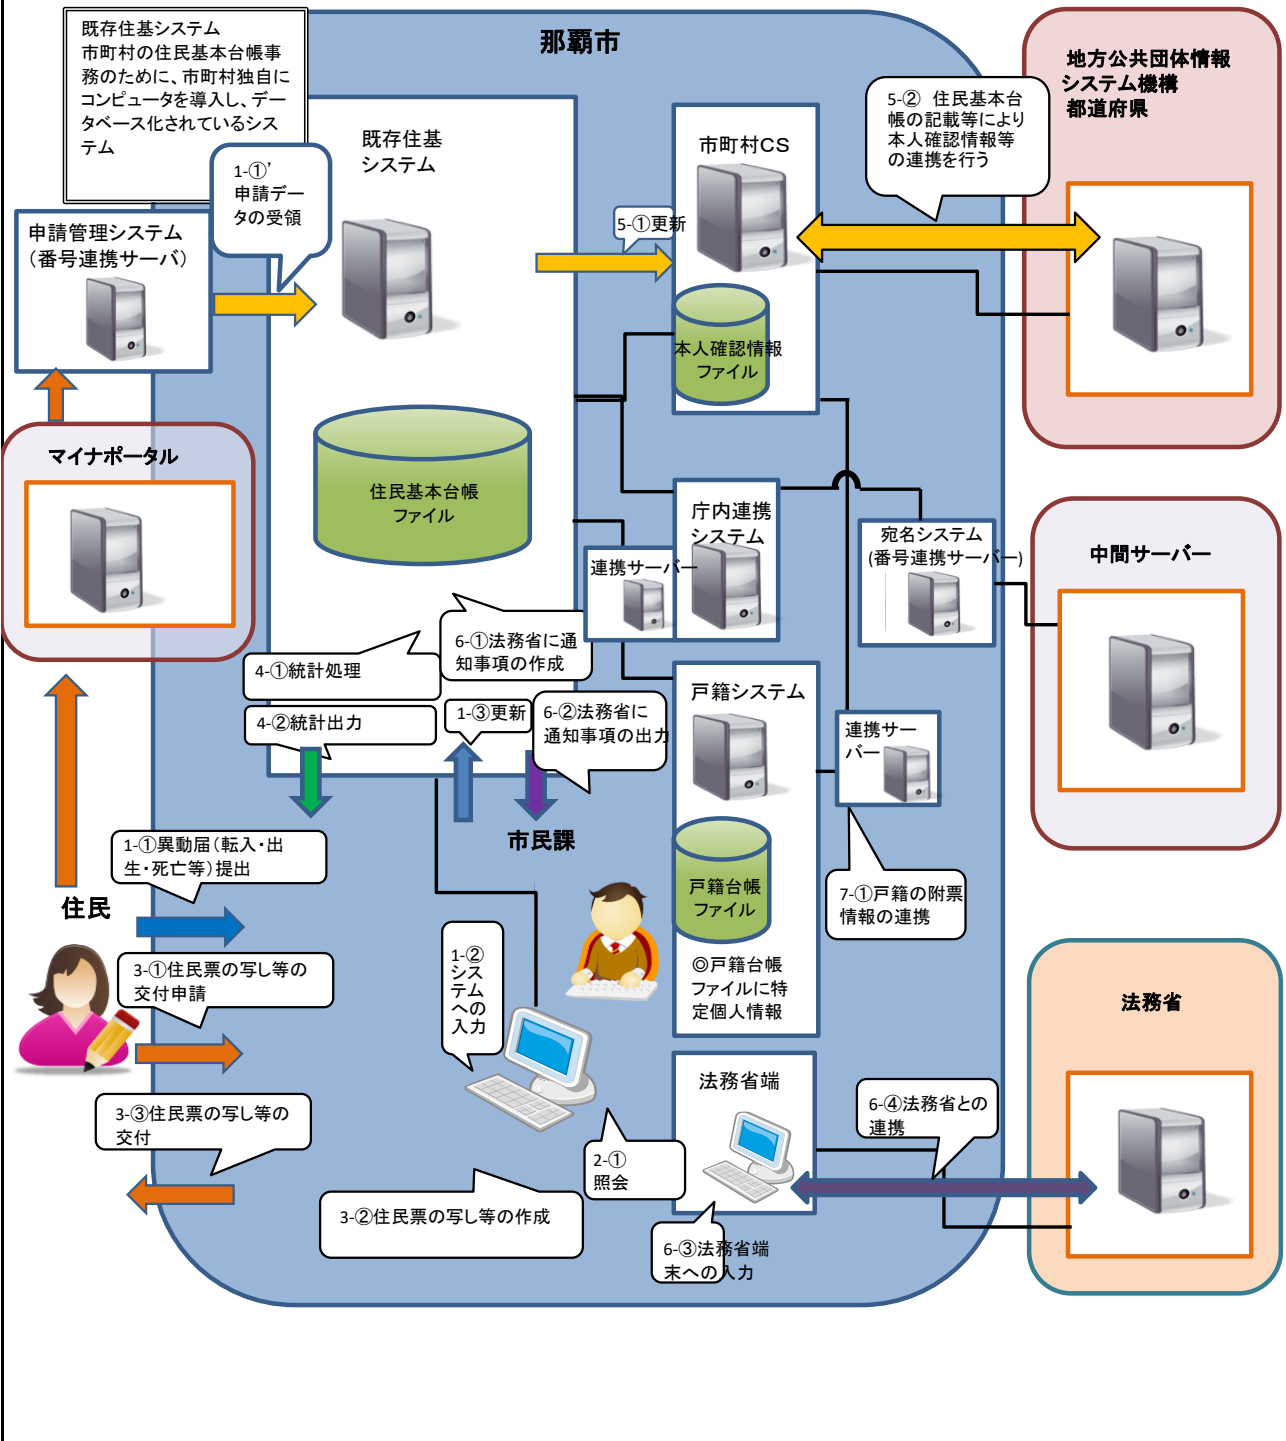 既存住基システム
市町村の住民基本台帳事
務のために、市町村独自に
コンピュータを導入し、デー
タベース化されているシス
テム
那覇市
地方公共団体情報
システム機構
都道府県
既存住基
システム
市町村CS
5-②　住民基本台
帳の記載等により
本人確認情報等
の連携を行う
1-①’
申請デー
タの受領
5-①更新
申請管理システム
（番号連携サーバ）
本人確認情報
ファイル
マイナポータル
住民基本台帳
ファイル
庁内連携
システム
連携サーバー
宛名システム
(番号連携サーバー)
中間サーバー
6-①法務省に通
知事項の作成
4-①統計処理
4-②統計出力
1-③更新
6-②法務省に
通知事項の出力
戸籍システム
連携サー
バー
市民課
1-①異動届（転入・出
生・死亡等）提出
住民
戸籍台帳
ファイル
7-①戸籍の附票
情報の連携
1-②
シス
テム
への
入力
3-①住民票の写し等の
交付申請
◎戸籍台帳
ファイルに特
定個人情報
法務省
法務省端
3-③住民票の写し等の
交付
6-④法務省との
連携
2-①
照会
3-②住民票の写し等の作成
6-③法務省端
末への入力